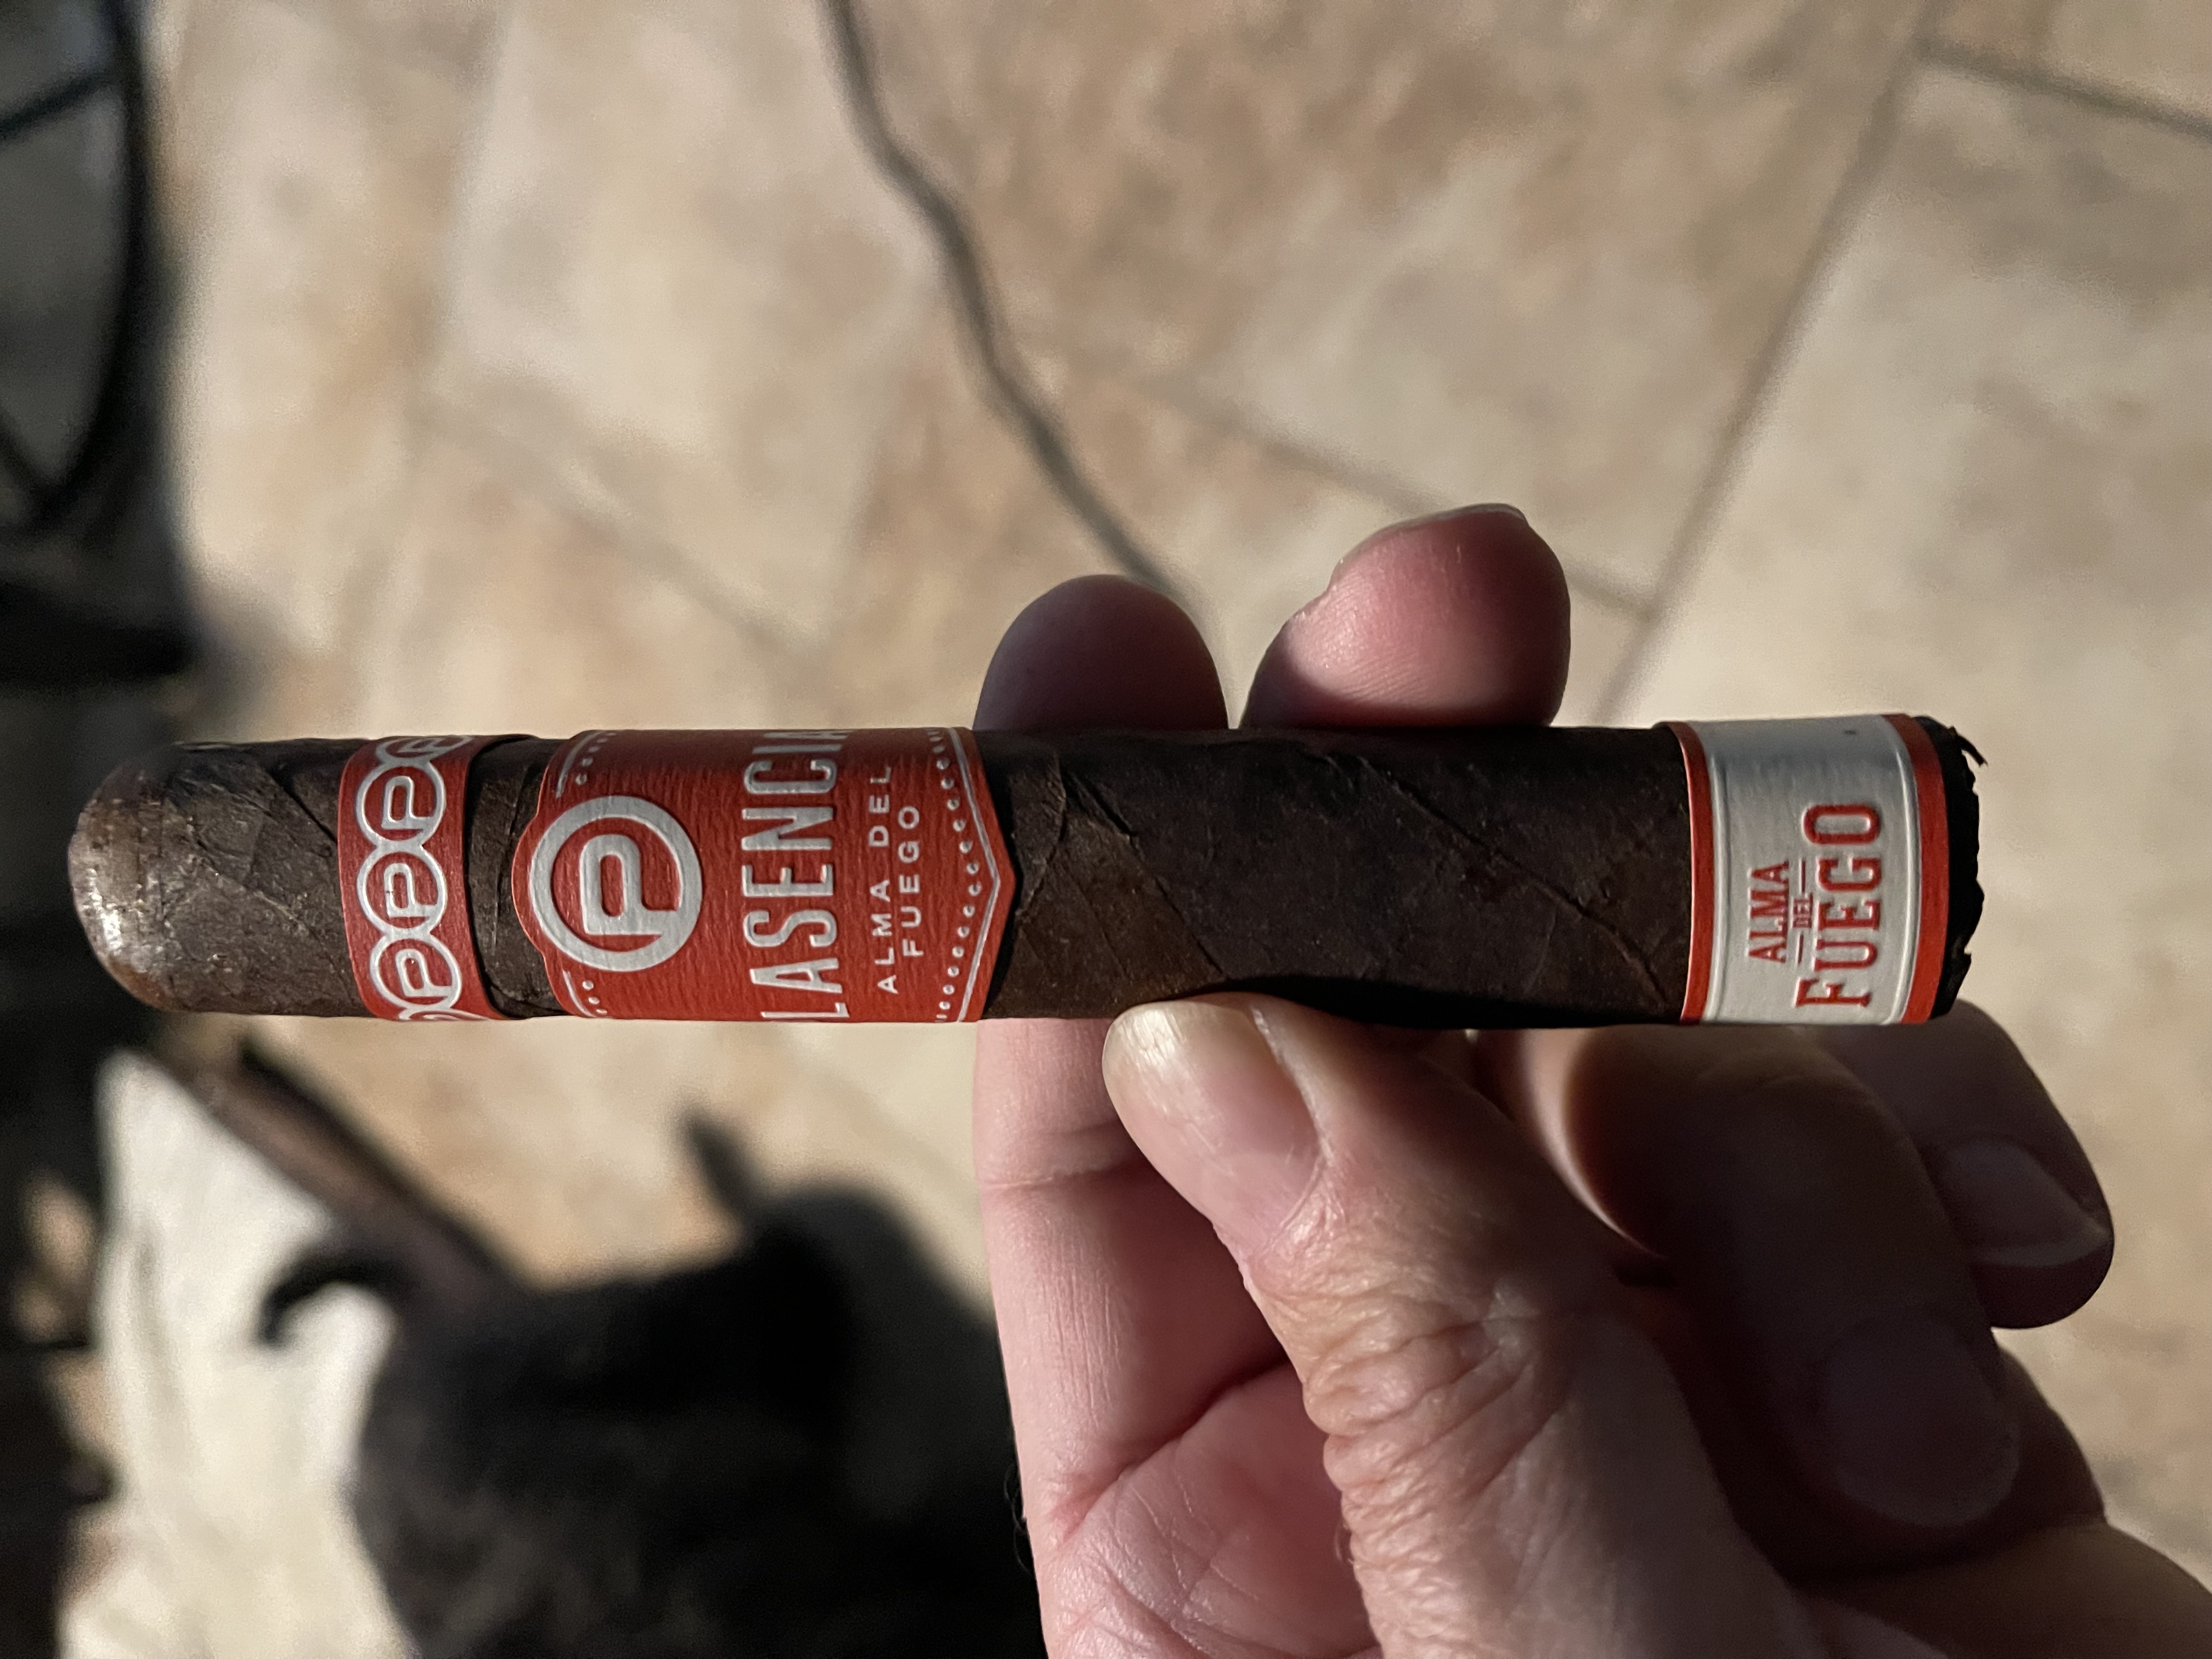 PLASENCIA
ALMA DEL
FUEGO
ALMA
DEL
FUEGO